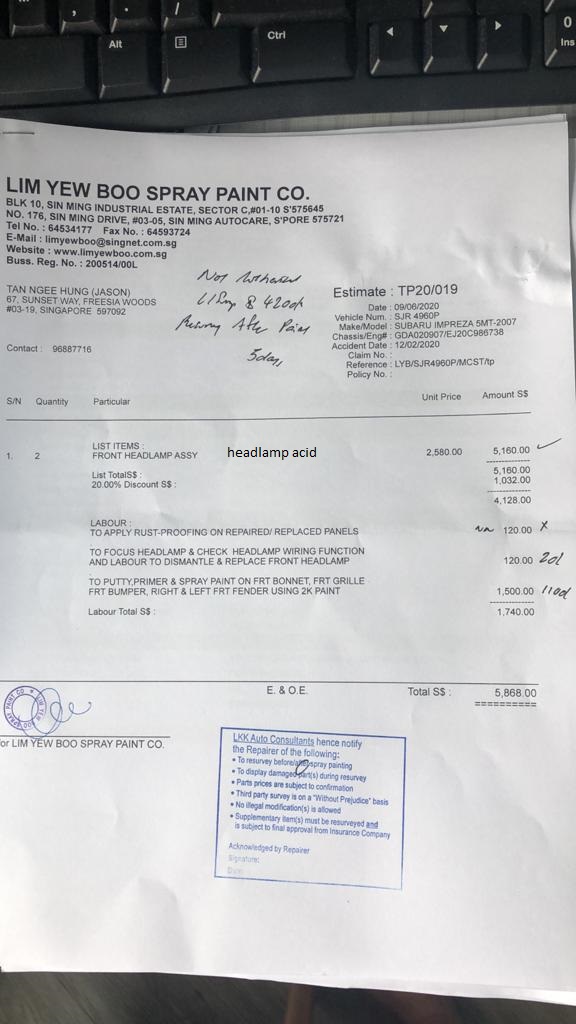 Alt
Ctrl
0
Ins
LIM YEW BOO SPRAY PAINT CO.
BLK 10, SIN MING INDUSTRIAL ESTATE, SECTOR C,#01-10 S'575645
NO. 176, SIN MING DRIVE, #03-05, SIN MING AUTOCARE, S'PORE 575721
Tel No. : 64534177 Fax No. : 64593724
E-Mail : limyewboo@singnet.com.sg
Website : www.limyewboo.com.sg
Buss. Reg. No. : 200514/00L
TAN NGEE HUNG (JASON)
67, SUNSET WAY, FREESIA WOODS
#03-19, SINGAPORE 597092
Contact : 96887716
Not
After
3 days
Estimate : TP20/019
Date : 09/06/2020
Vehicle Num. : SJR 4960P
Make/Model : SUBARU IMPREZA 5MT-2007
Chassis/Eng# : GDA020907/EJ20C986738
Accident Date : 12/02/2020
Claim No. :
Reference : LYB/SJR4960P/MCST/tp
Policy No. :
S/N Quantity Particular Unit Price Amount S$
LIST ITEMS :
1. 2 FRONT HEADLAMP ASSY headlamp acid 2,580.00 5,160.00
List TotalS$ : 5,160.00
20.00% Discount S$ : 1,032.00
4,128.00
LABOUR :
TO APPLY RUST-PROOFING ON REPAIRED/ REPLACED PANELS 120.00 X
TO FOCUS HEADLAMP & CHECK HEADLAMP WIRING FUNCTION
AND LABOUR TO DISMANTLE & REPLACE FRONT HEADLAMP 120.00
TO PUTTY,PRIMER & SPRAY PAINT ON FRT BONNET, FRT GRILLE
FRT BUMPER, RIGHT & LEFT FRT FENDER USING 2K PAINT 1,500.00
Labour Total S$ : 1,740.00
E. & O.E. Total S$ : 5,868.00
LIM YEW BOO SPRAY PAINT CO.
for LIM YEW BOO SPRAY PAINT CO.
LKK Auto Consultants hence notify
the Repairer of the following:
• To resurvey before/after spray painting
• To display damaged part(s) during resurvey
• Parts prices are subject to confirmation
• Third party survey is on a "Without Prejudice" basis
• No illegal modification(s) is allowed
• Supplementary item(s) must be resurveyed and
is subject to final approval from Insurance Company
Acknowledged by Repairer
Signature:
Date: